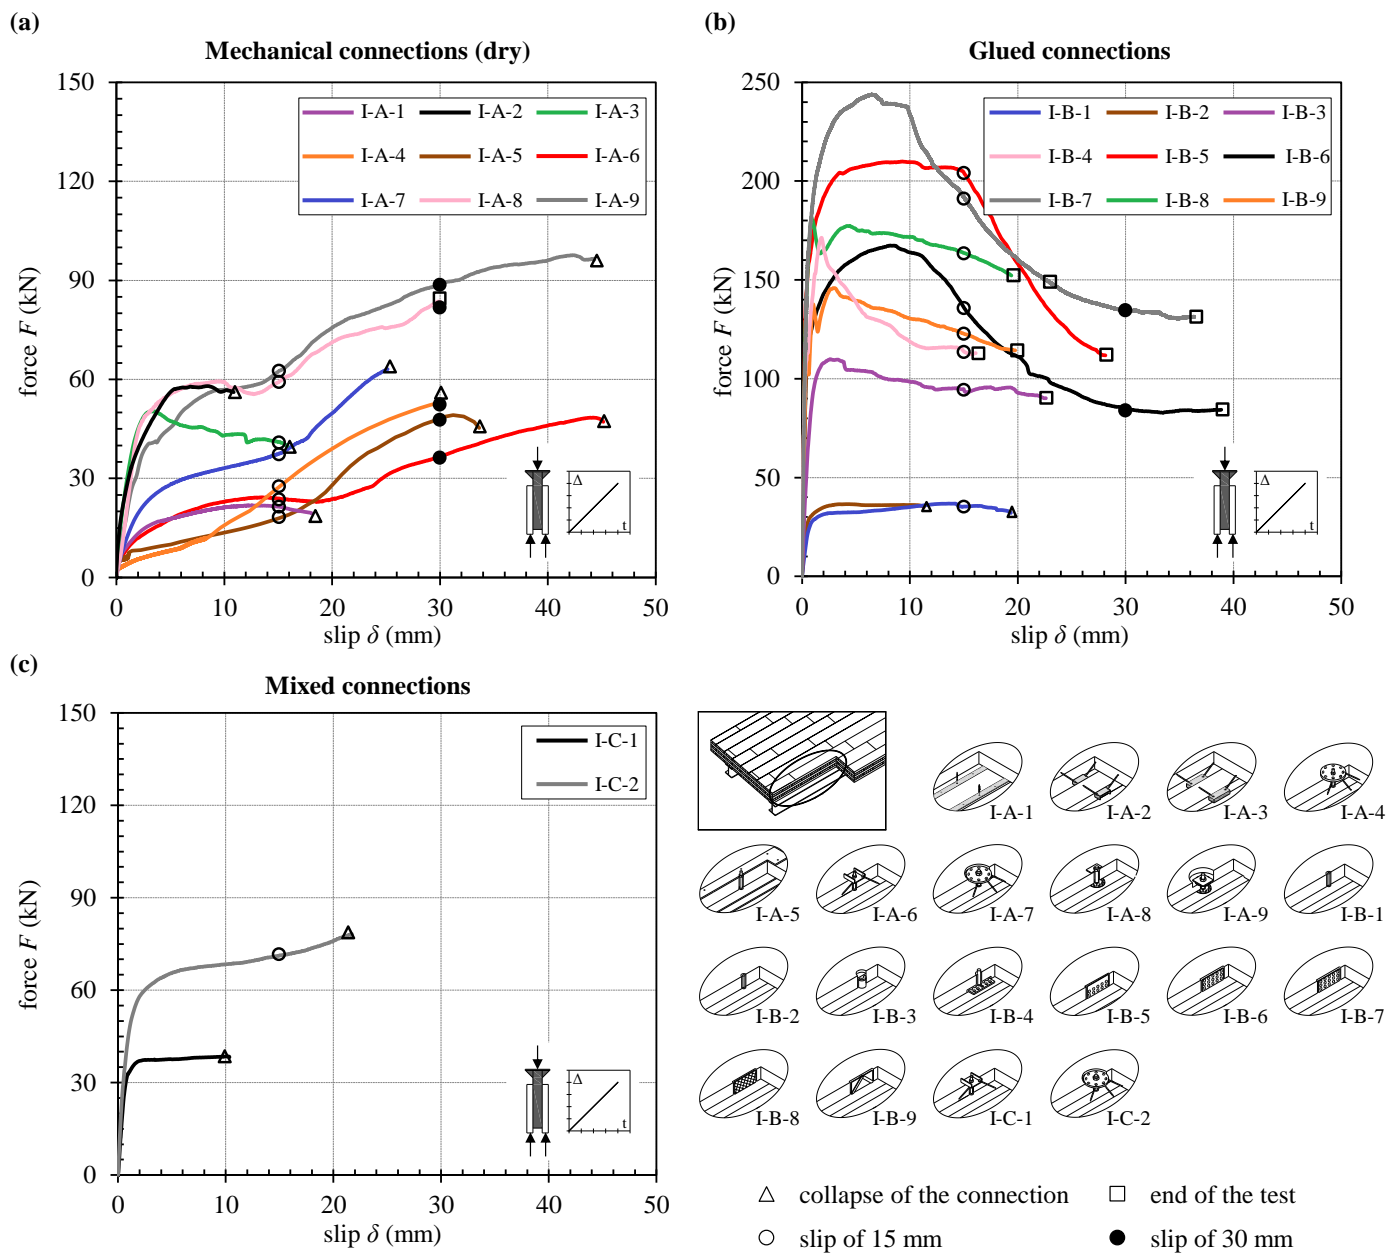 (a)
Mechanical connections (dry)
150
120
90
60
30
0
force F (kN)
I-A-1 I-A-2 I-A-3
I-A-4 I-A-5 I-A-6
I-A-7 I-A-8 I-A-9
Δ
t
0 10 20 30 40 50
slip δ (mm)
(b)
Glued connections
250
200
150
100
50
0
force F (kN)
I-B-1 I-B-2 I-B-3
I-B-4 I-B-5 I-B-6
I-B-7 I-B-8 I-B-9
Δ
t
0 10 20 30 40 50
slip δ (mm)
(c)
Mixed connections
150
120
90
60
30
0
force F (kN)
I-C-1
I-C-2
Δ
t
0 10 20 30 40 50
slip δ (mm)
I-A-1 I-A-2 I-A-3 I-A-4
I-A-5 I-A-6 I-A-7 I-A-8 I-A-9 I-B-1
I-B-2 I-B-3 I-B-4 I-B-5 I-B-6 I-B-7
I-B-8 I-B-9 I-C-1 I-C-2
collapse of the connection end of the test
slip of 15 mm slip of 30 mm